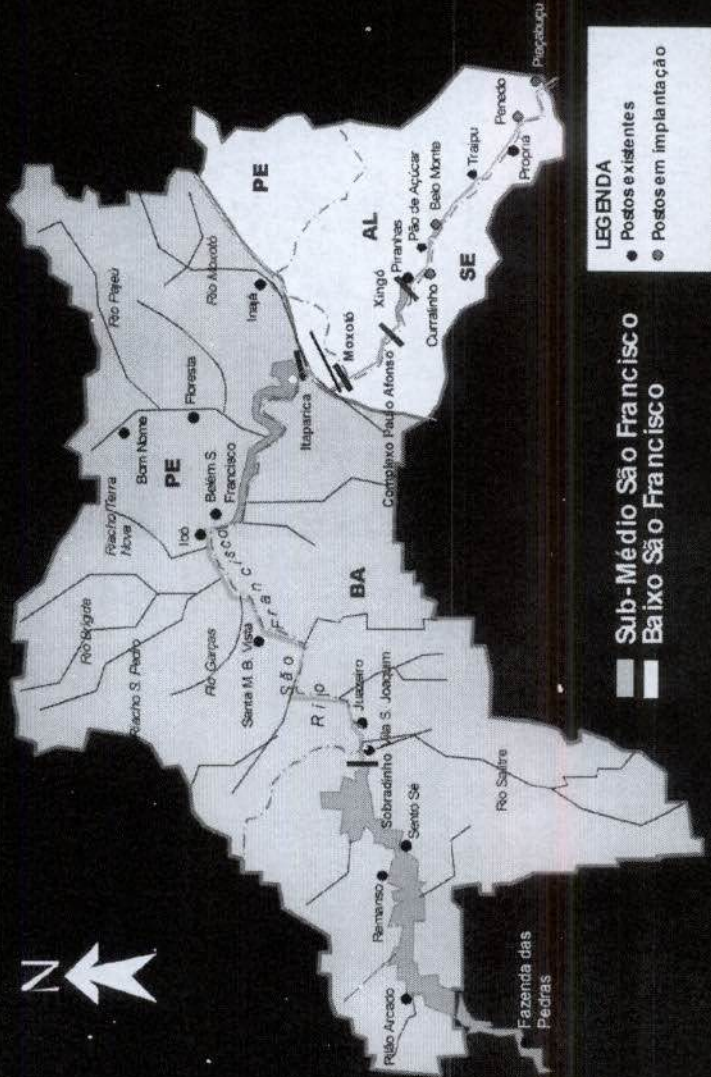 N
Rio Pajeu
Rio Moxotó
Inajá
PE
Bom Nome
Floresta
PE
Riacho Terra
Nova
Belém S.
Francisco
Ibó
Rio Brígida
Riacho S. Pedro
Rio Garças
Santa M. B. Vista
Rio São Francisco
BA
Itaparica
Moxotó
Complexo Paulo Afonso
Xingó
Piranhas
Pão de Açúcar
AL
Belo Monte
Curralinho
SE
Traipu
Propriá
Penedo
Piaçabuçu
Juazeiro
Vila S. Joaquim
Sobradinho
Sento Sé
Rio Salitre
Remanso
Pilão Arcado
Fazenda das
Pedras
Sub-Médio São Francisco
Baixo São Francisco
LEGENDA
Postos existentes
Postos em implantação